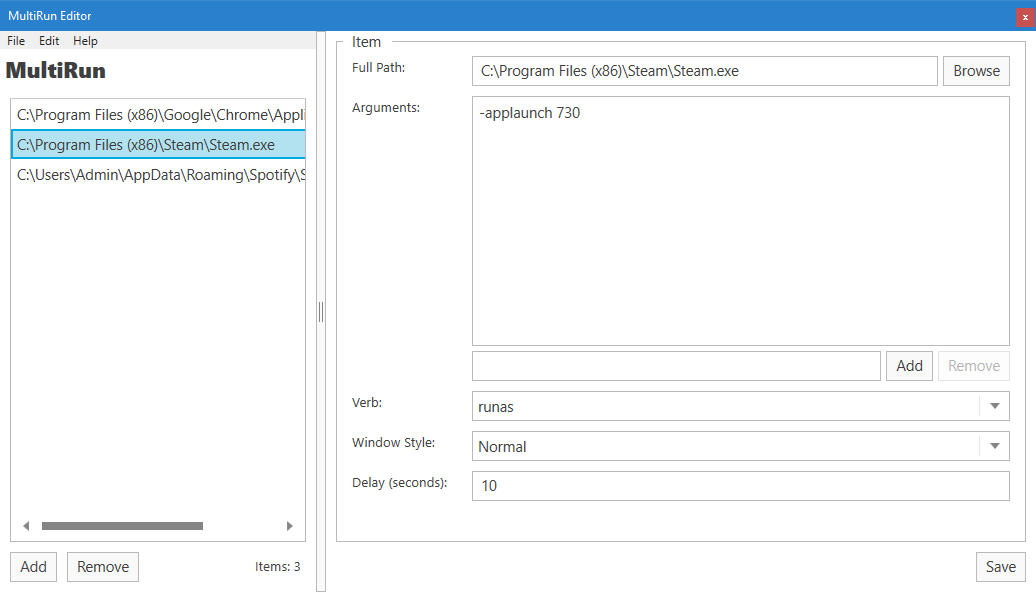 MultiRun Editor
x
File Edit Help
MultiRun
C:\Program Files (x86)\Google\Chrome\Appli
C:\Program Files (x86)\Steam\Steam.exe
C:\Users\Admin\AppData\Roaming\Spotify\S
Add Remove Items: 3
Item
Full Path: C:\Program Files (x86)\Steam\Steam.exe Browse
Arguments: -applaunch 730
Add Remove
Verb: runas
Window Style: Normal
Delay (seconds): 10
Save